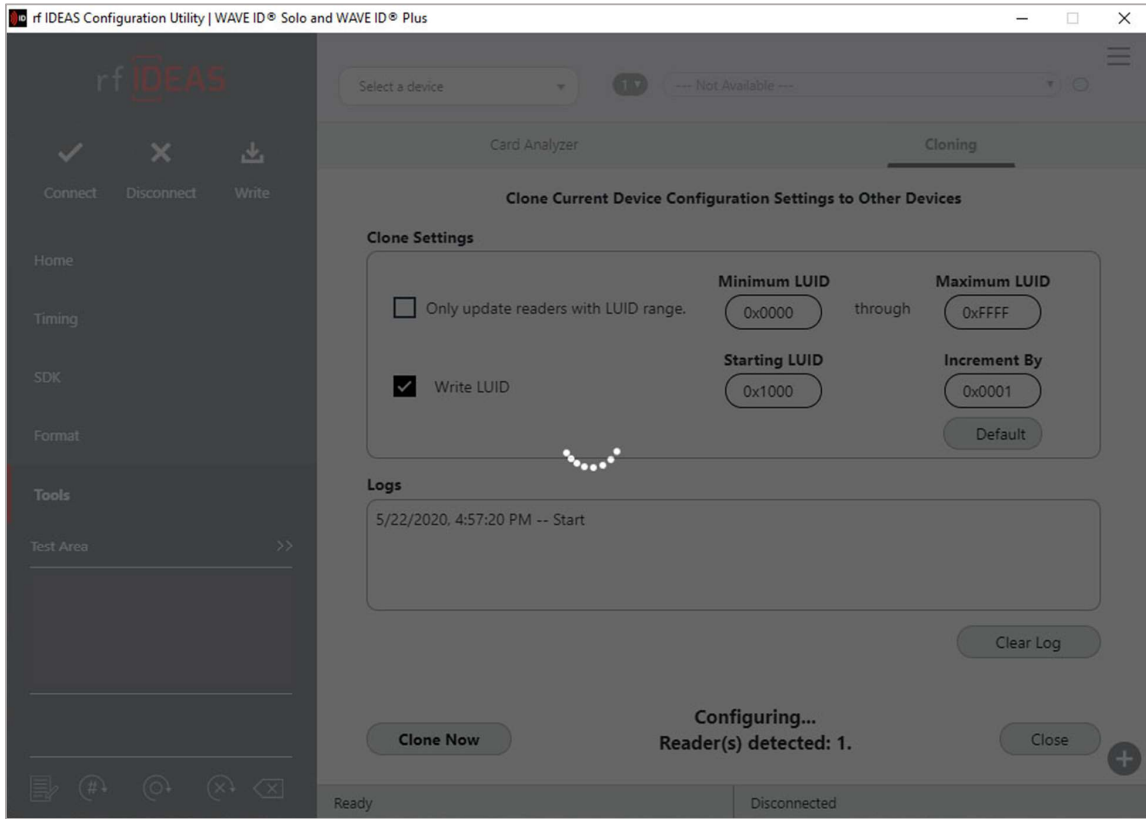 rf IDEAS Configuration Utility | WAVE ID® Solo and WAVE ID® Plus
rf IDEAS
Select a device
1
--- Not Available ---
Connect
Disconnect
Write
Card Analyzer
Cloning
Home
Timing
SDK
Format
Tools
Test Area >>
Clone Current Device Configuration Settings to Other Devices
Clone Settings
Minimum LUID
Maximum LUID
Only update readers with LUID range.
0x0000
through
0xFFFF
Starting LUID
Increment By
Write LUID
0x1000
0x0001
Default
Logs
5/22/2020, 4:57:20 PM -- Start
Clear Log
Clone Now
Configuring...
Reader(s) detected: 1.
Close
Ready
Disconnected